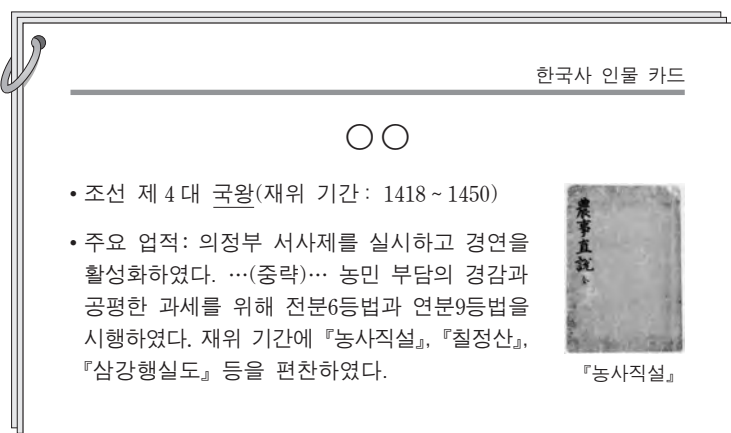 한국사 인물 카드
○○
• 조선 제 4 대 국왕(재위 기간 : 1418 ~ 1450)
• 주요 업적: 의정부 서사제를 실시하고 경연을
활성화하였다. …(중략)… 농민 부담의 경감과
공평한 과세를 위해 전분6등법과 연분9등법을
시행하였다. 재위 기간에 『농사직설』, 『칠정산』,
『삼강행실도』 등을 편찬하였다.
農事直說
『농사직설』